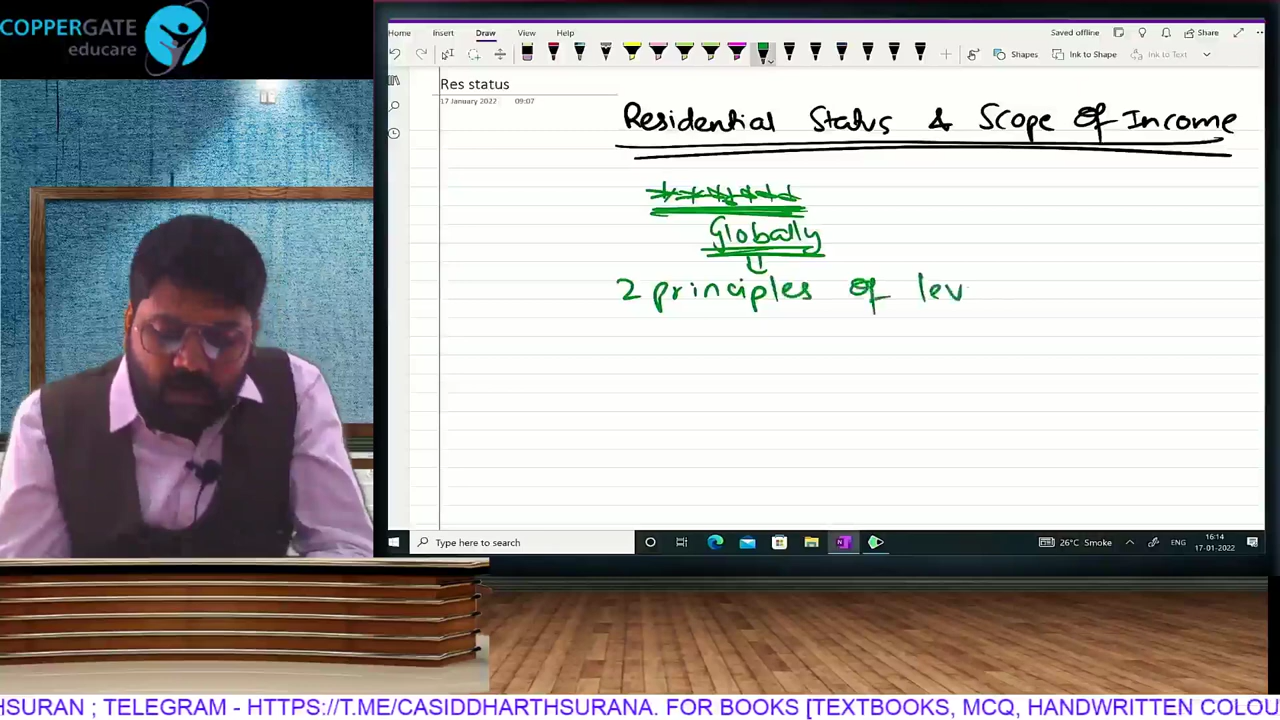 COPPERGATE
educare
Home Insert Draw View Help
Saved offline
Share
Shapes
Ink to Shape
Ink to Text
Res status
17 January 2022 09:07
Residential Status & Scope Of Income
Globally
2 principles of lev
Type here to search
26°C Smoke
ENG
16:14
17-01-2022
HSURAN ; TELEGRAM - HTTPS://T.ME/CASIDDHARTHSURANA. FOR BOOKS [TEXTBOOKS, MCQ, HANDWRITTEN COLOU